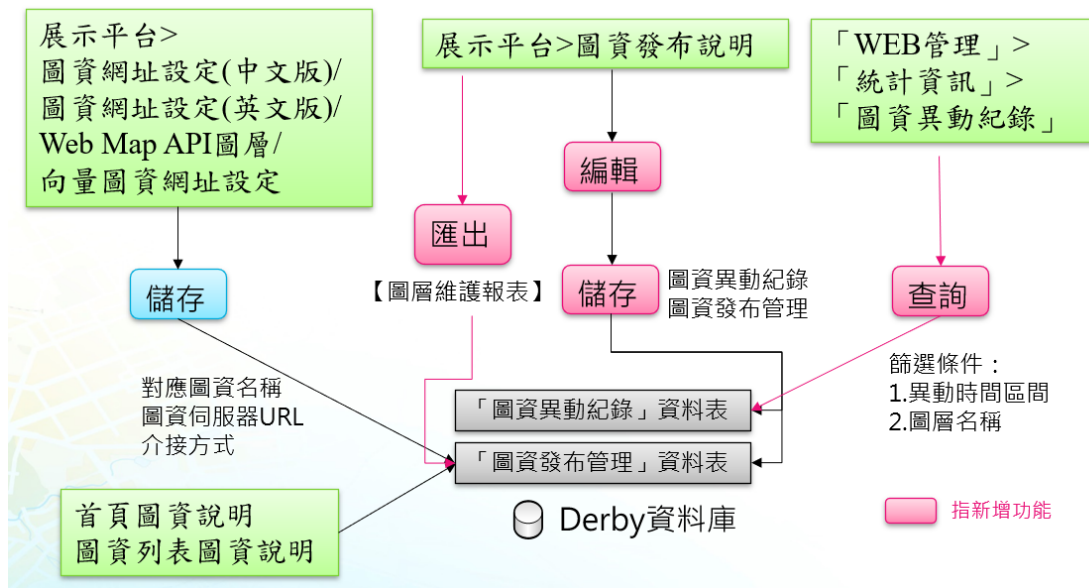 展示平台>
圖資網址設定(中文版)/
圖資網址設定(英文版)/
Web Map API圖層/
向量圖資網址設定
展示平台>圖資發布說明
「WEB管理」>
「統計資訊」>
「圖資異動紀錄」
編輯
匯出
【圖層維護報表】
儲存
儲存
圖資異動紀錄
圖資發布管理
查詢
對應圖資名稱
圖資伺服器URL
介接方式
篩選條件：
1.異動時間區間
2.圖層名稱
「圖資異動紀錄」資料表
「圖資發布管理」資料表
首頁圖資說明
圖資列表圖資說明
Derby資料庫
指新增功能